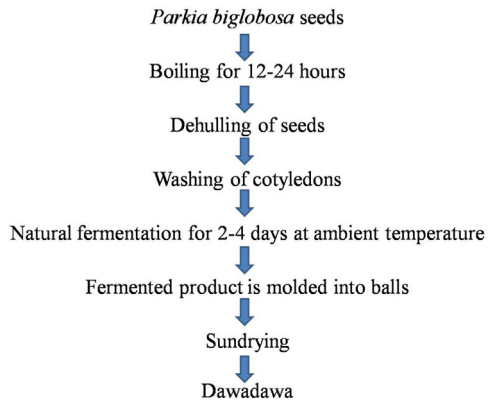 Parkia biglobosa seeds
Boiling for 12-24 hours
Dehulling of seeds
Washing of cotyledons
Natural fermentation for 2-4 days at ambient temperature
Fermented product is molded into balls
Sundrying
Dawadawa